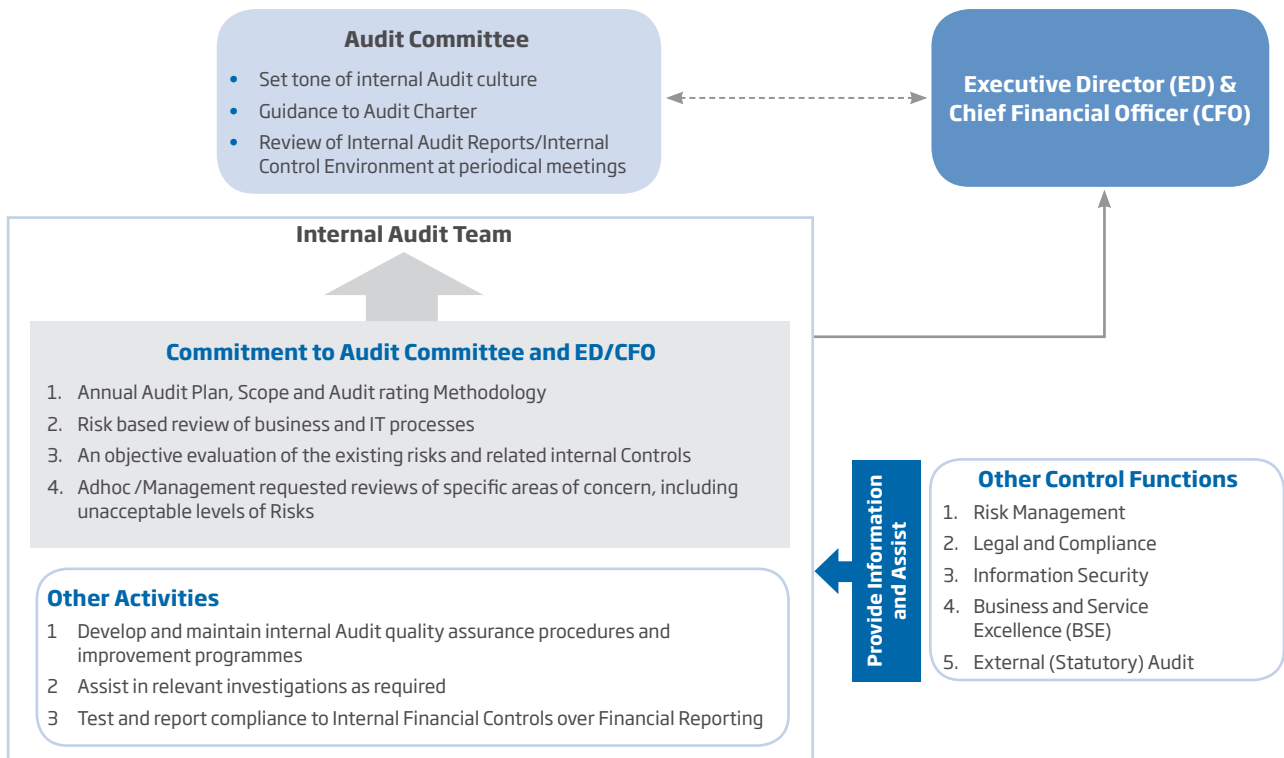 Audit Committee
• Set tone of internal Audit culture
• Guidance to Audit Charter
• Review of Internal Audit Reports/Internal
Control Environment at periodical meetings
Executive Director (ED) &
Chief Financial Officer (CFO)
Internal Audit Team
Commitment to Audit Committee and ED/CFO
1. Annual Audit Plan, Scope and Audit rating Methodology
2. Risk based review of business and IT processes
3. An objective evaluation of the existing risks and related internal Controls
4. Adhoc /Management requested reviews of specific areas of concern, including
unacceptable levels of Risks
Other Activities
1 Develop and maintain internal Audit quality assurance procedures and
improvement programmes
2 Assist in relevant investigations as required
3 Test and report compliance to Internal Financial Controls over Financial Reporting
Provide Information
and Assist
Other Control Functions
1. Risk Management
2. Legal and Compliance
3. Information Security
4. Business and Service
Excellence (BSE)
5. External (Statutory) Audit